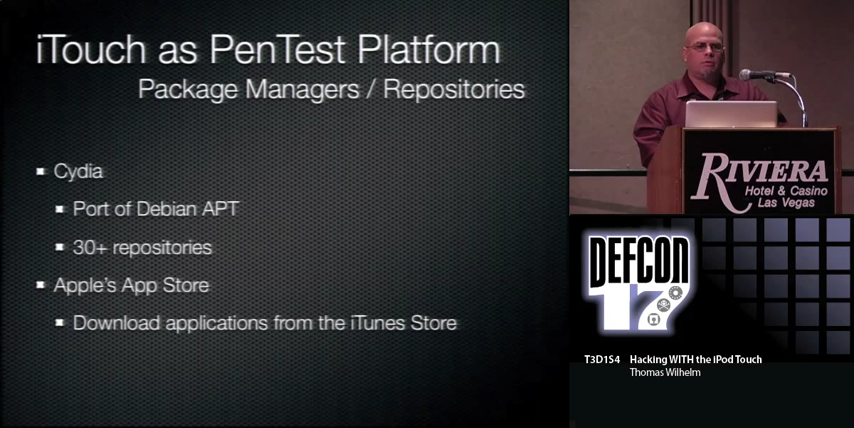 iTouch as PenTest Platform
Package Managers / Repositories
Cydia
Port of Debian APT
30+ repositories
Apple's App Store
Download applications from the iTunes Store
RIVIERA
Hotel & Casino
Las Vegas
DEFCON
17
T3D1S4 Hacking WITH the iPod Touch
Thomas Wilhelm